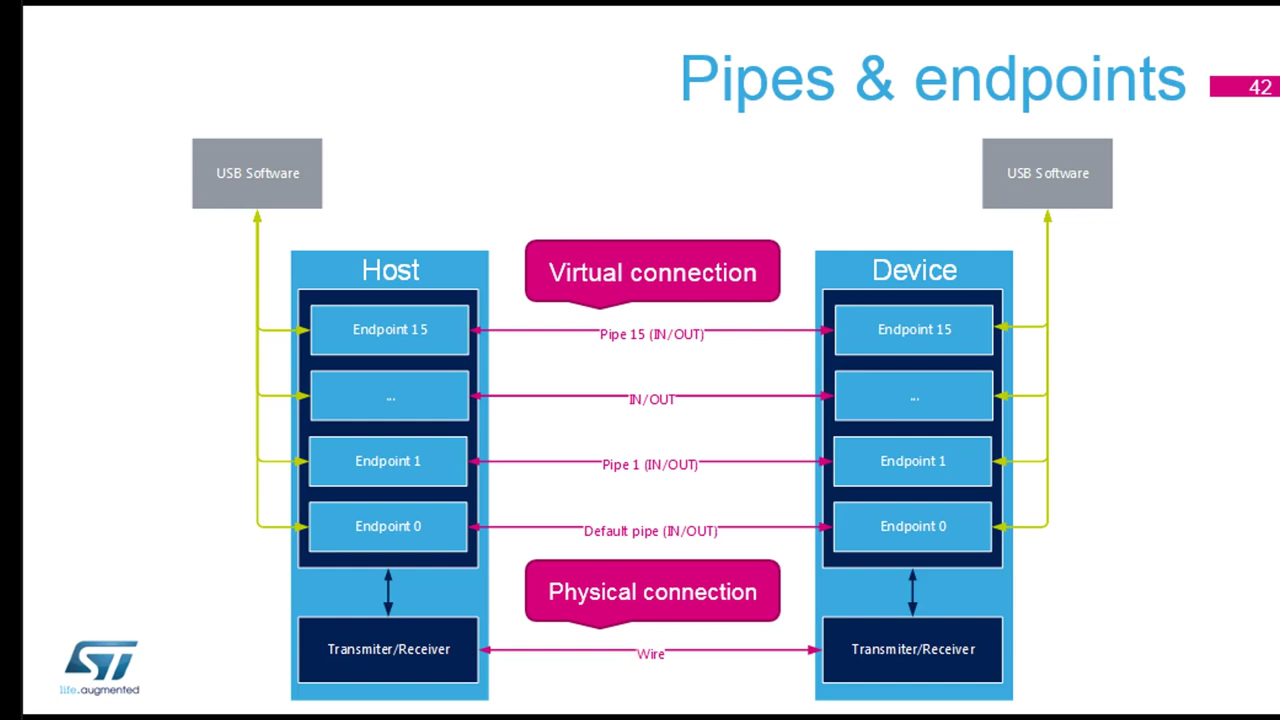 Pipes & endpoints
42
USB Software
USB Software
Host
Virtual connection
Device
Endpoint 15
Pipe 15 (IN/OUT)
Endpoint 15
...
IN/OUT
...
Endpoint 1
Pipe 1 (IN/OUT)
Endpoint 1
Endpoint 0
Default pipe (IN/OUT)
Endpoint 0
Physical connection
Transmiter/Receiver
Wire
Transmiter/Receiver
ST
life.augmented